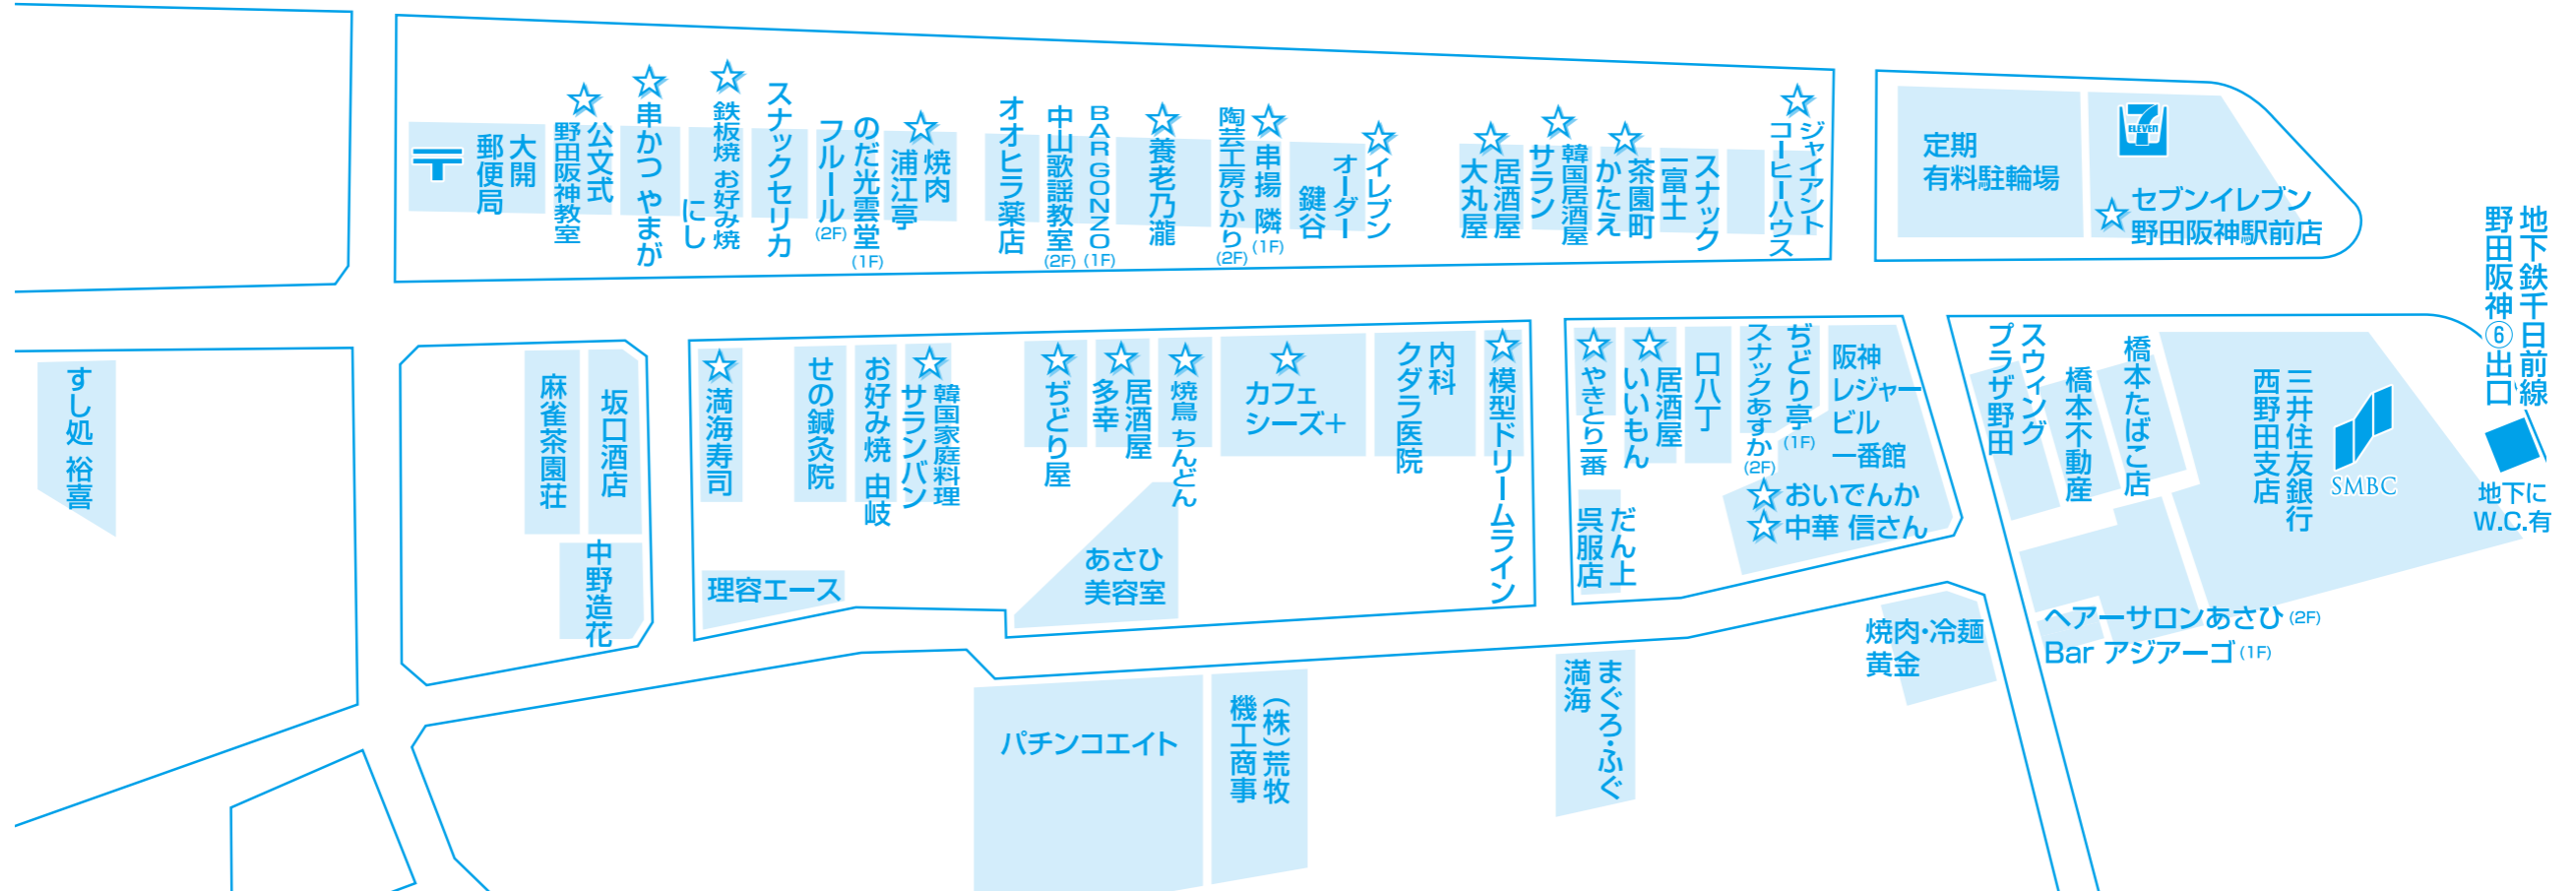 大開
郵便局
☆公文式
野田阪神教室
☆串かつ やまが
☆鉄板焼 お好み焼
にし
スナックセリカ
のだ光雲堂(1F)
フルール(2F)
☆焼肉
浦江亭
オオヒラ薬店
中山歌謡教室(2F)
BAR GONZO(1F)
☆養老乃瀧
☆串揚 隣(1F)
陶芸工房ひかり(2F)
☆イレブン
オーダー
鍵谷
☆居酒屋
大丸屋
☆韓国居酒屋
サラン
☆茶園町
かたえ
スナック
一富士
☆ジャイアント
コーヒーハウス
定期
有料駐輪場
7
ELEVEn
☆セブンイレブン
野田阪神駅前店
地下鉄千日前線
野田阪神⑥出口
地下に
W.C.有
すし処 裕喜
麻雀茶園荘
坂口酒店
中野造花
☆満海寿司
せの鍼灸院
お好み焼 由岐
☆韓国家庭料理
サランバン
理容エース
☆ぢどり屋
☆居酒屋
多幸
☆焼鳥 ちんどん
あさひ
美容室
☆
カフェ
シーズ+
内科
クダラ医院
☆模型ドリームライン
☆やきとり一番
☆居酒屋
いいもん
口八丁
ぢどり亭(1F)
スナックあすか(2F)
阪神
レジャー
ビル
一番館
☆おいでんか
☆中華 信さん
だん上
呉服店
スウィング
プラザ野田
橋本不動産
橋本たばこ店
三井住友銀行
西野田支店
SMBC
ヘアーサロンあさひ(2F)
Bar アジアーゴ(1F)
焼肉・冷麺
黄金
まぐろ・ふぐ
満海
パチンコエイト
(株)荒牧
機工商事